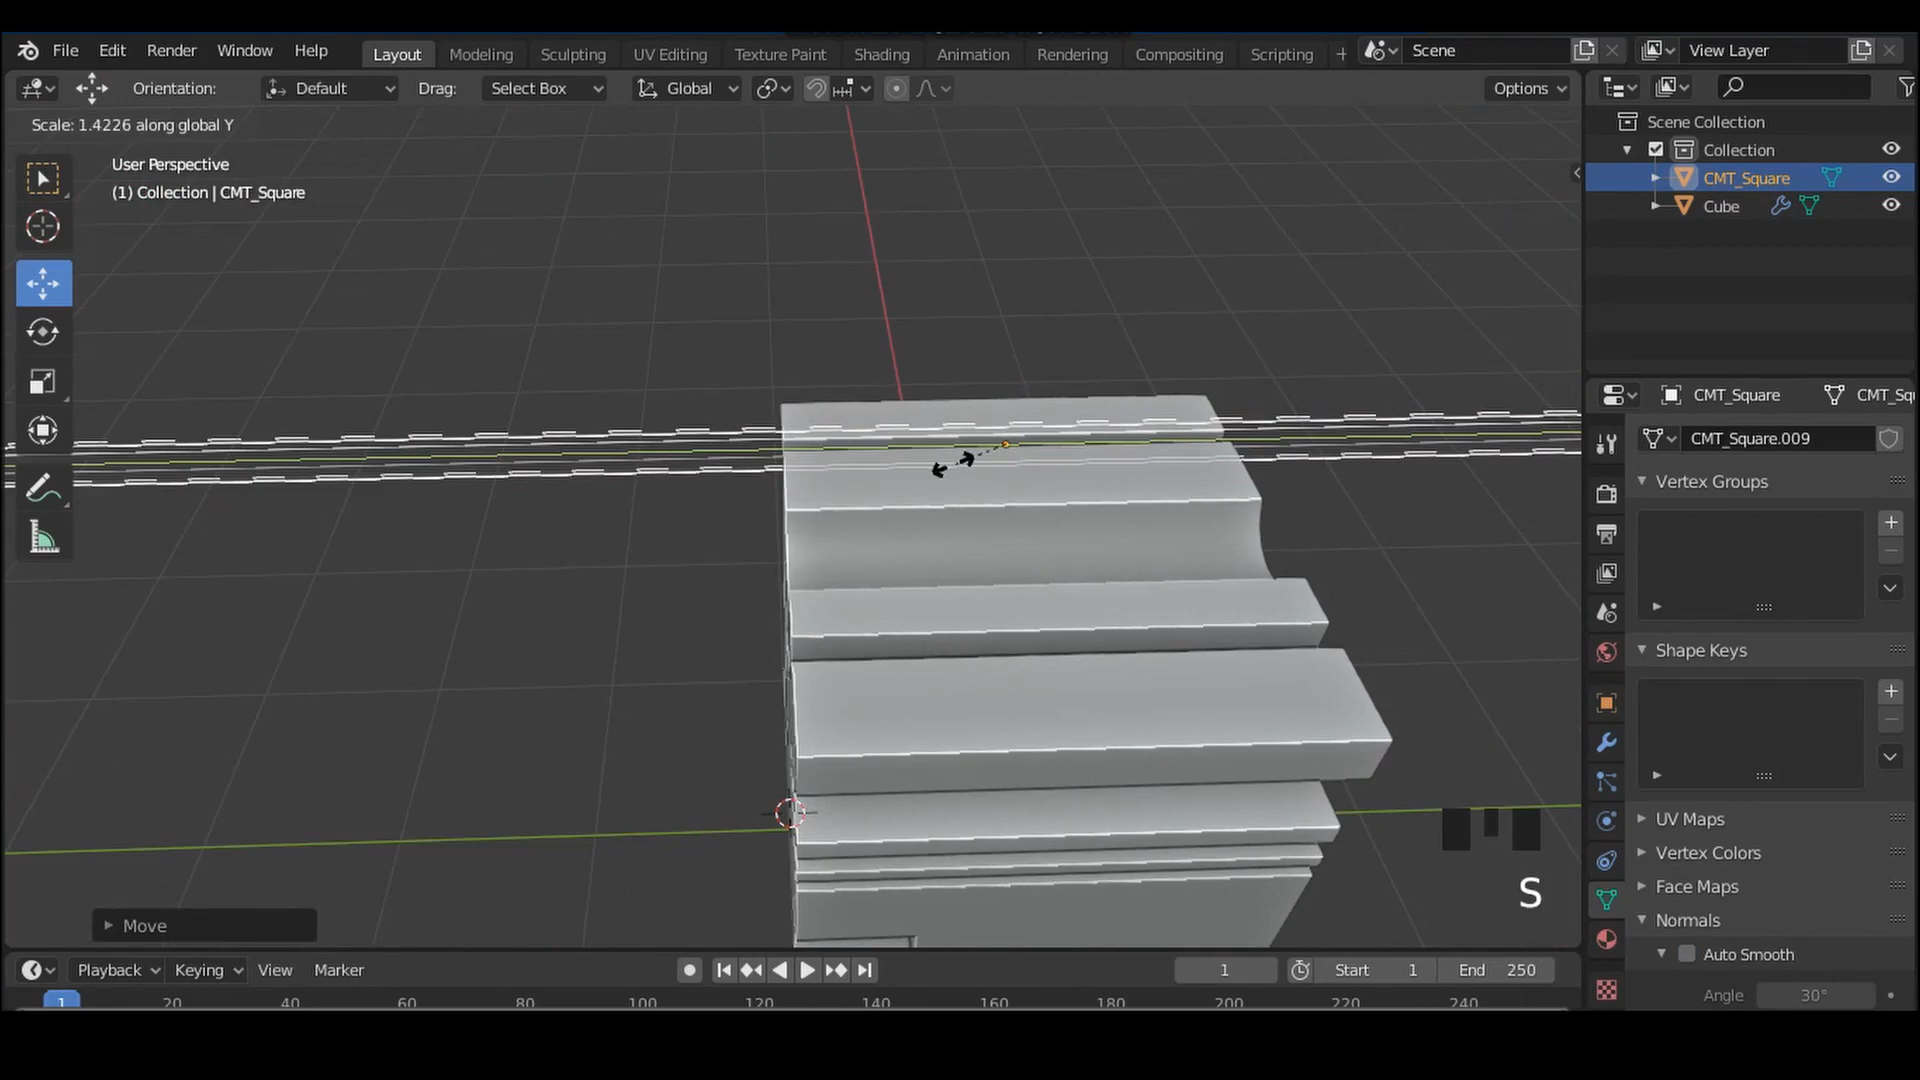 File Edit Render Window Help Layout Modeling Sculpting UV Editing Texture Paint Shading Animation Rendering Compositing Scripting + Scene View Layer
Orientation: Default Drag: Select Box Global Options
Scale: 1.4226 along global Y
User Perspective
(1) Collection | CMT_Square
Scene Collection
Collection
CMT_Square
Cube
CMT_Square CMT_Sq
CMT_Square.009
Vertex Groups
Shape Keys
UV Maps
Vertex Colors
Face Maps
Normals
Auto Smooth
Angle 30°
S
Move
Playback Keying View Marker 1 Start 1 End 250
1 20 40 60 80 100 120 140 160 180 200 220 240